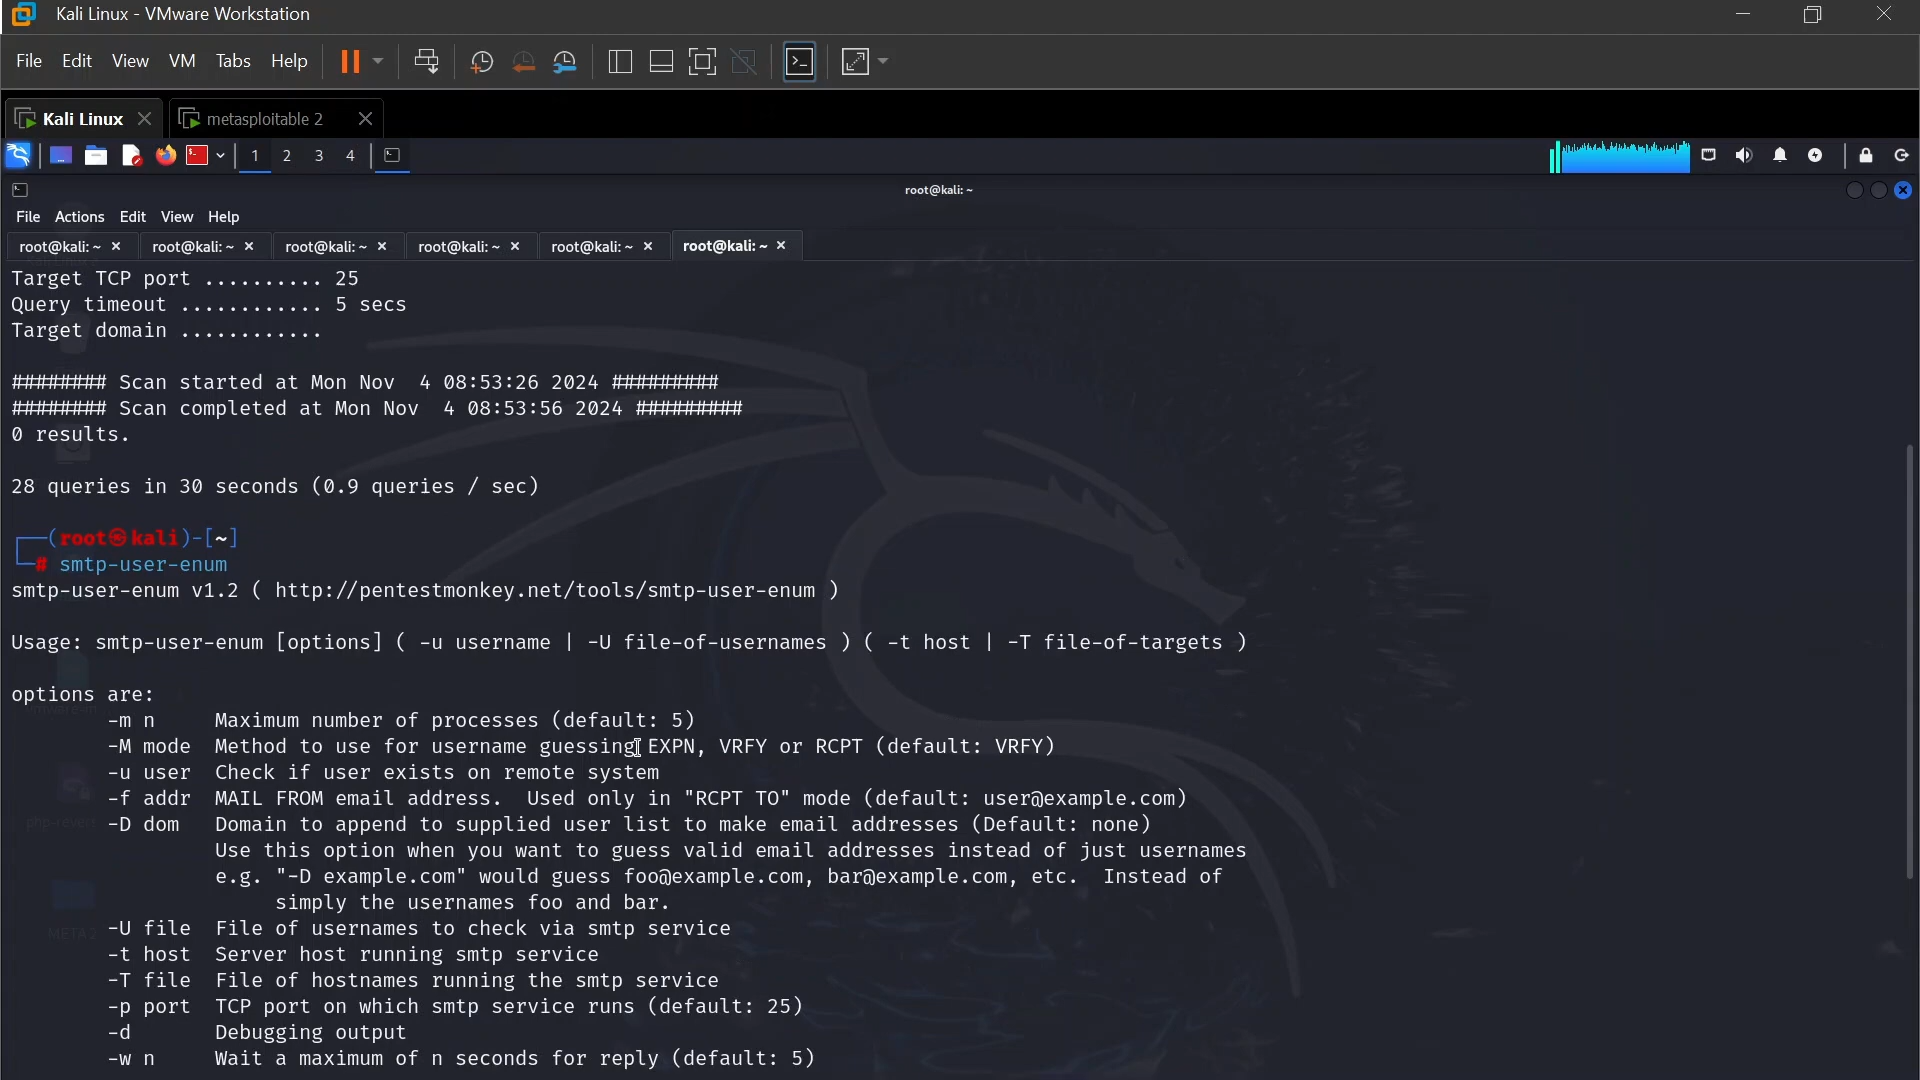 Kali Linux - VMware Workstation
File Edit View VM Tabs Help
Kali Linux metasploitable 2
1 2 3 4
root@kali: ~
File Actions Edit View Help
root@kali: ~ root@kali: ~ root@kali: ~ root@kali: ~ root@kali: ~ root@kali: ~
Target TCP port .......... 25
Query timeout ............ 5 secs
Target domain ............
######## Scan started at Mon Nov  4 08:53:26 2024 #########
######## Scan completed at Mon Nov  4 08:53:56 2024 #########
0 results.
28 queries in 30 seconds (0.9 queries / sec)
┌──(root㉿kali)-[~]
└─# smtp-user-enum
smtp-user-enum v1.2 ( http://pentestmonkey.net/tools/smtp-user-enum )
Usage: smtp-user-enum [options] ( -u username | -U file-of-usernames ) ( -t host | -T file-of-targets )
options are:
-m n     Maximum number of processes (default: 5)
-M mode  Method to use for username guessing EXPN, VRFY or RCPT (default: VRFY)
-u user  Check if user exists on remote system
-f addr  MAIL FROM email address.  Used only in "RCPT TO" mode (default: user@example.com)
-D dom   Domain to append to supplied user list to make email addresses (Default: none)
Use this option when you want to guess valid email addresses instead of just usernames
e.g. "-D example.com" would guess foo@example.com, bar@example.com, etc.  Instead of
simply the usernames foo and bar.
-U file  File of usernames to check via smtp service
-t host  Server host running smtp service
-T file  File of hostnames running the smtp service
-p port  TCP port on which smtp service runs (default: 25)
-d       Debugging output
-w n     Wait a maximum of n seconds for reply (default: 5)